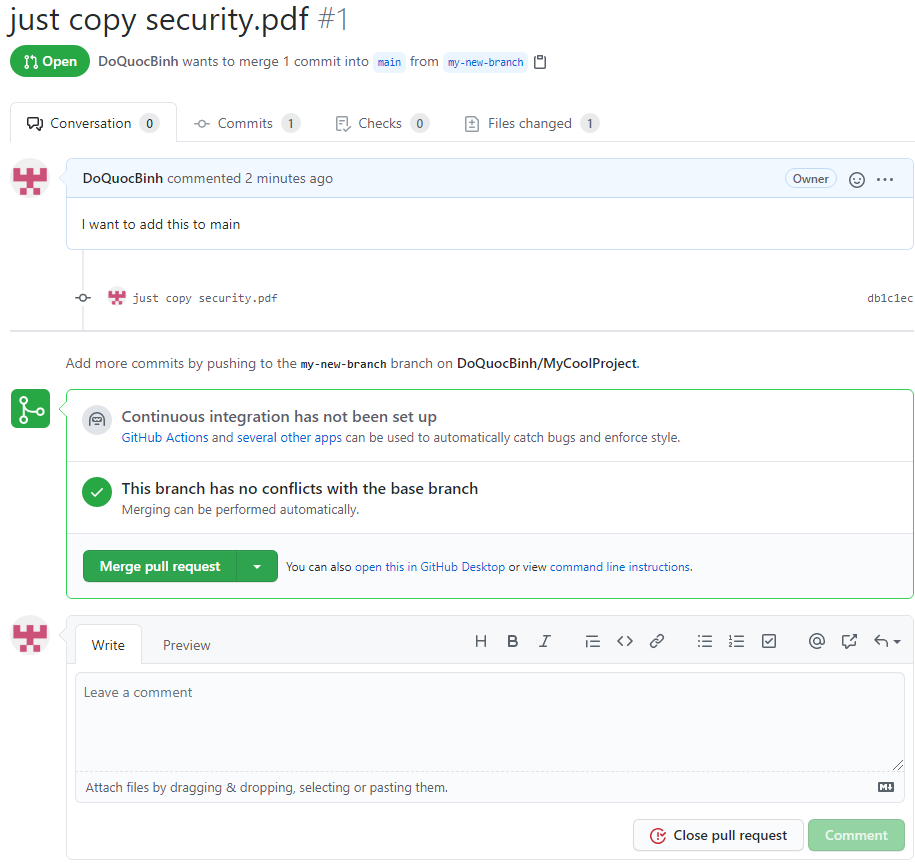 just copy security.pdf #1
Open DoQuocBinh wants to merge 1 commit into main from my-new-branch
Conversation 0 Commits 1 Checks 0 Files changed 1
DoQuocBinh commented 2 minutes ago Owner
I want to add this to main
just copy security.pdf db1c1ec
Add more commits by pushing to the my-new-branch branch on DoQuocBinh/MyCoolProject.
Continuous integration has not been set up
GitHub Actions and several other apps can be used to automatically catch bugs and enforce style.
This branch has no conflicts with the base branch
Merging can be performed automatically.
Merge pull request You can also open this in GitHub Desktop or view command line instructions.
Write Preview
Leave a comment
Attach files by dragging & dropping, selecting or pasting them.
Close pull request Comment